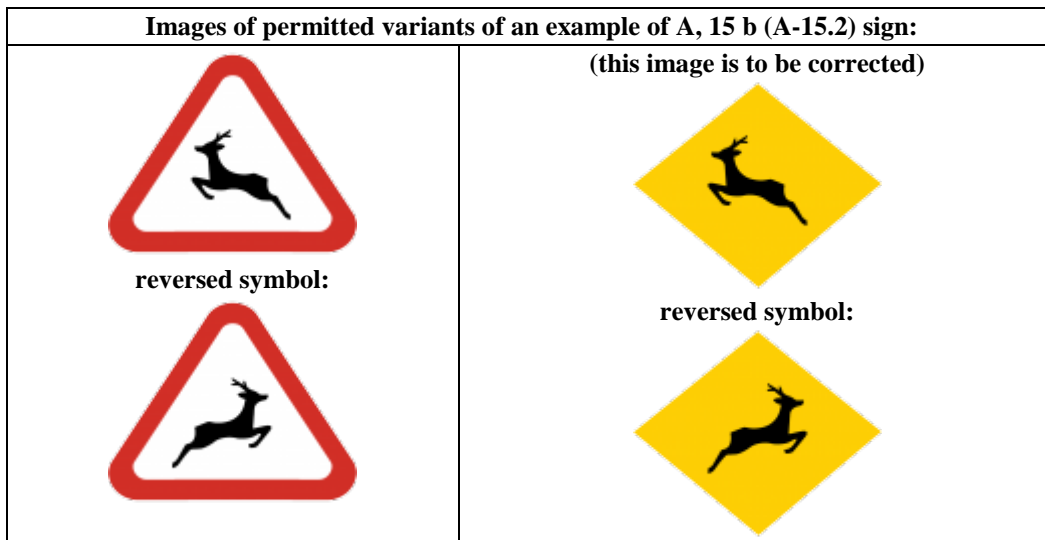 Images of permitted variants of an example of A, 15 b (A-15.2) sign:
reversed symbol:
(this image is to be corrected)
reversed symbol: